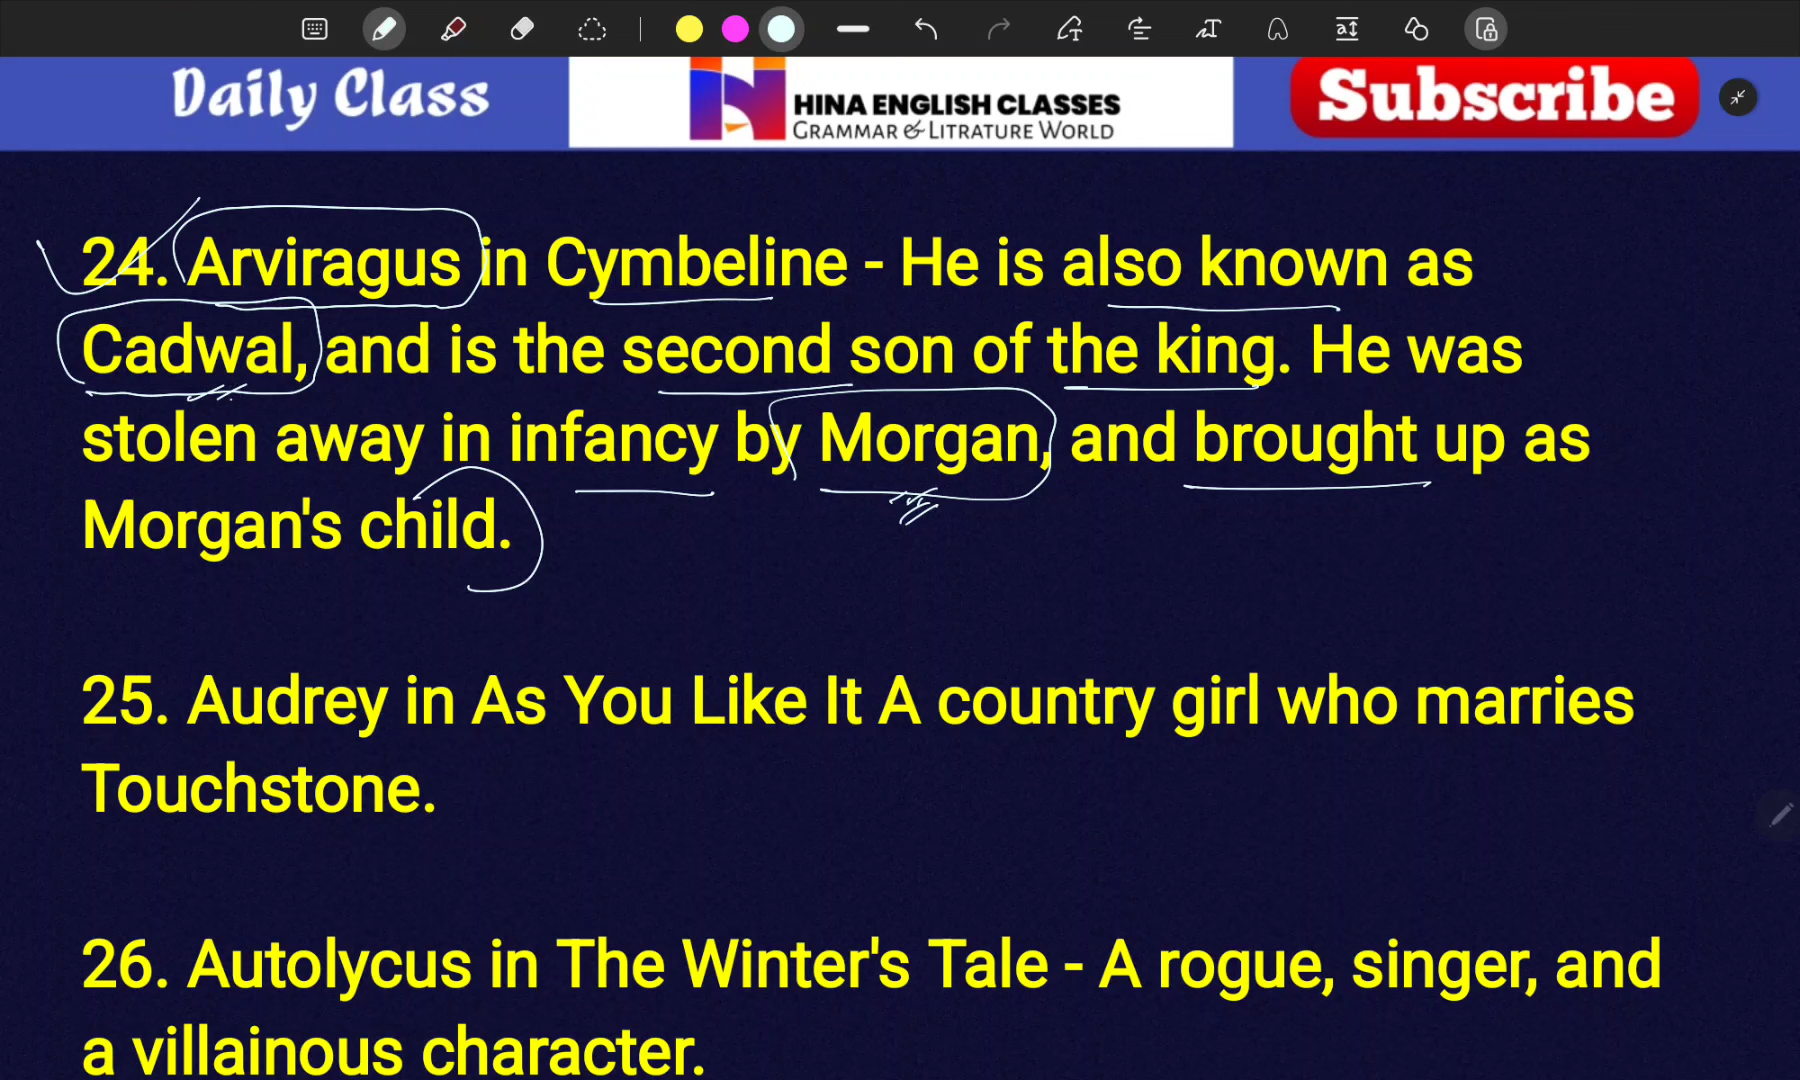 Daily Class
HINA ENGLISH CLASSES
GRAMMAR & LITRATURE WORLD
Subscribe
24. Arviragus in Cymbeline - He is also known as
Cadwal, and is the second son of the king. He was
stolen away in infancy by Morgan, and brought up as
Morgan's child.
25. Audrey in As You Like It A country girl who marries
Touchstone.
26. Autolycus in The Winter's Tale - A rogue, singer, and
a villainous character.